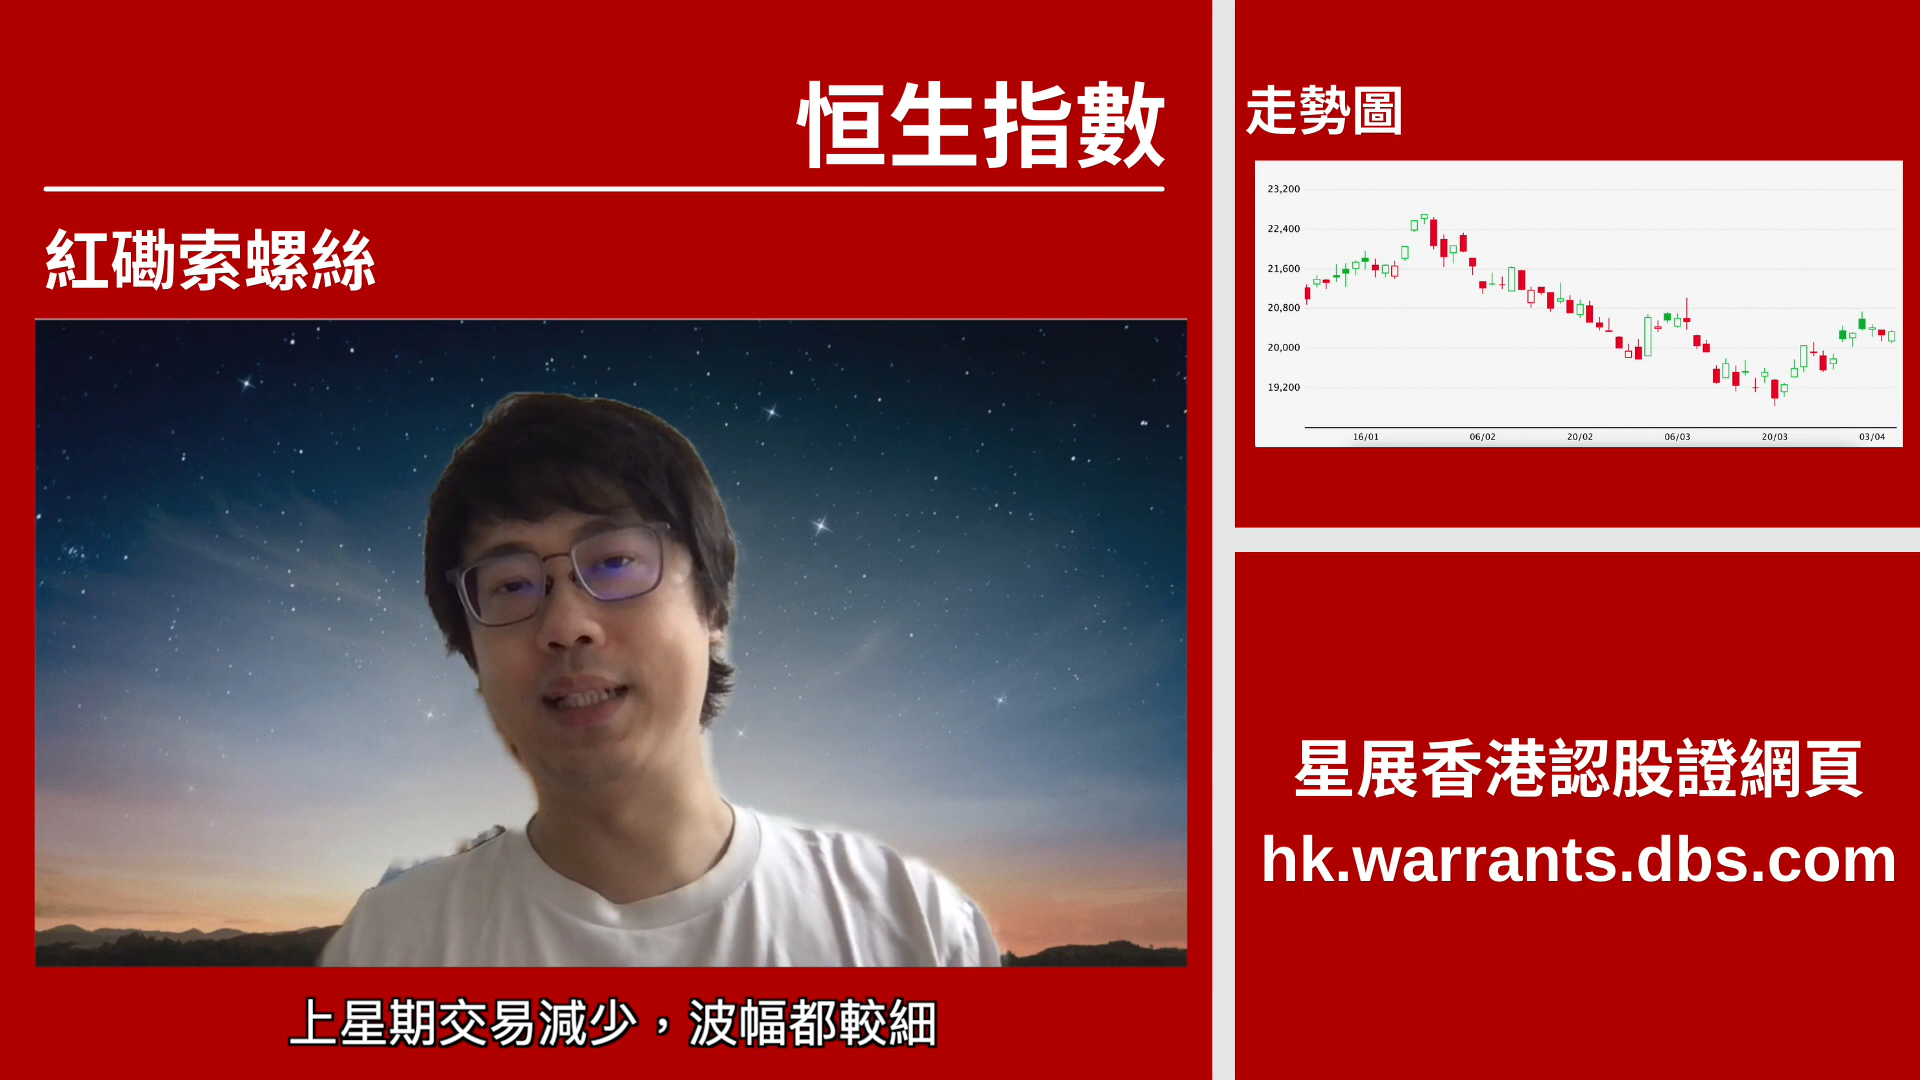 恒生指數
紅磡索螺絲
上星期交易減少，波幅都較細
走勢圖
23,200
22,400
21,600
20,800
20,000
19,200
16/01 06/02 20/02 06/03 20/03 03/04
星展香港認股證網頁
hk.warrants.dbs.com